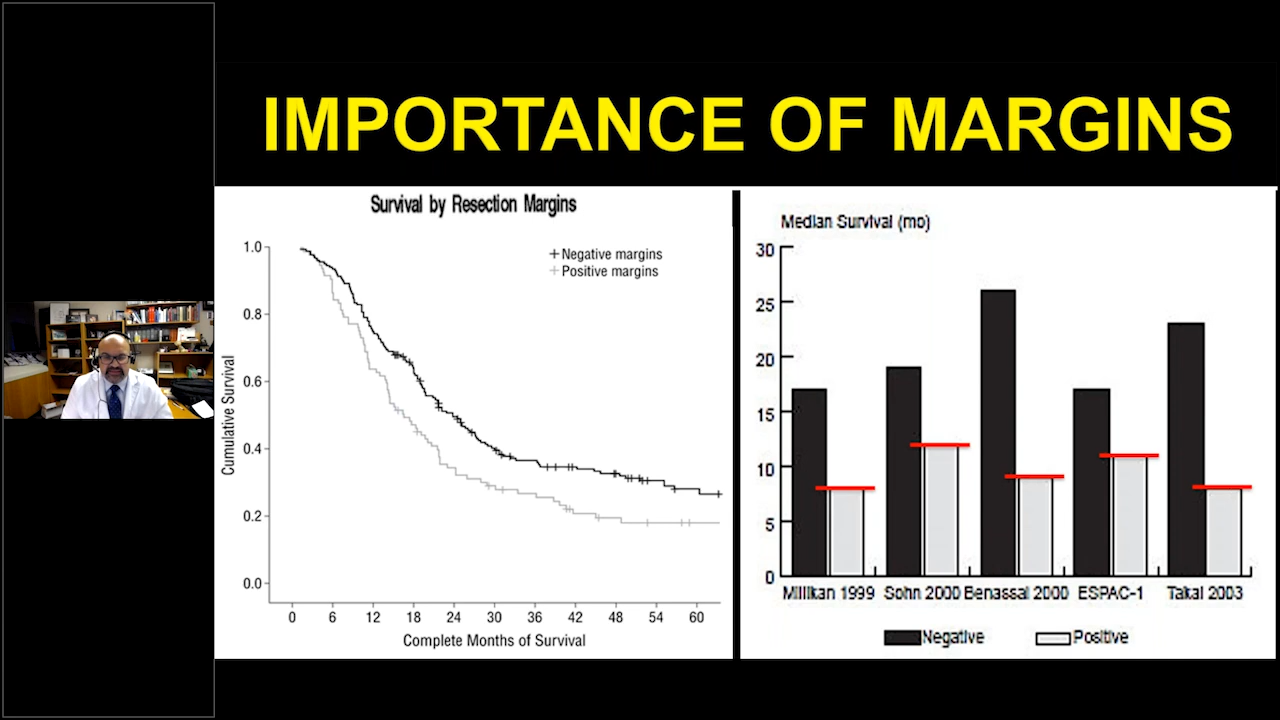 IMPORTANCE OF MARGINS
Survival by Resection Margins
1.0
0.8
0.6
0.4
0.2
0.0
Cumulative Survival
Negative margins
Positive margins
0 6 12 18 24 30 36 42 48 54 60
Complete Months of Survival
Median Survival (mo)
30
25
20
15
10
5
0
Millikan 1999 Sohn 2000 Benassai 2000 ESPAC-1 Takai 2003
Negative Positive